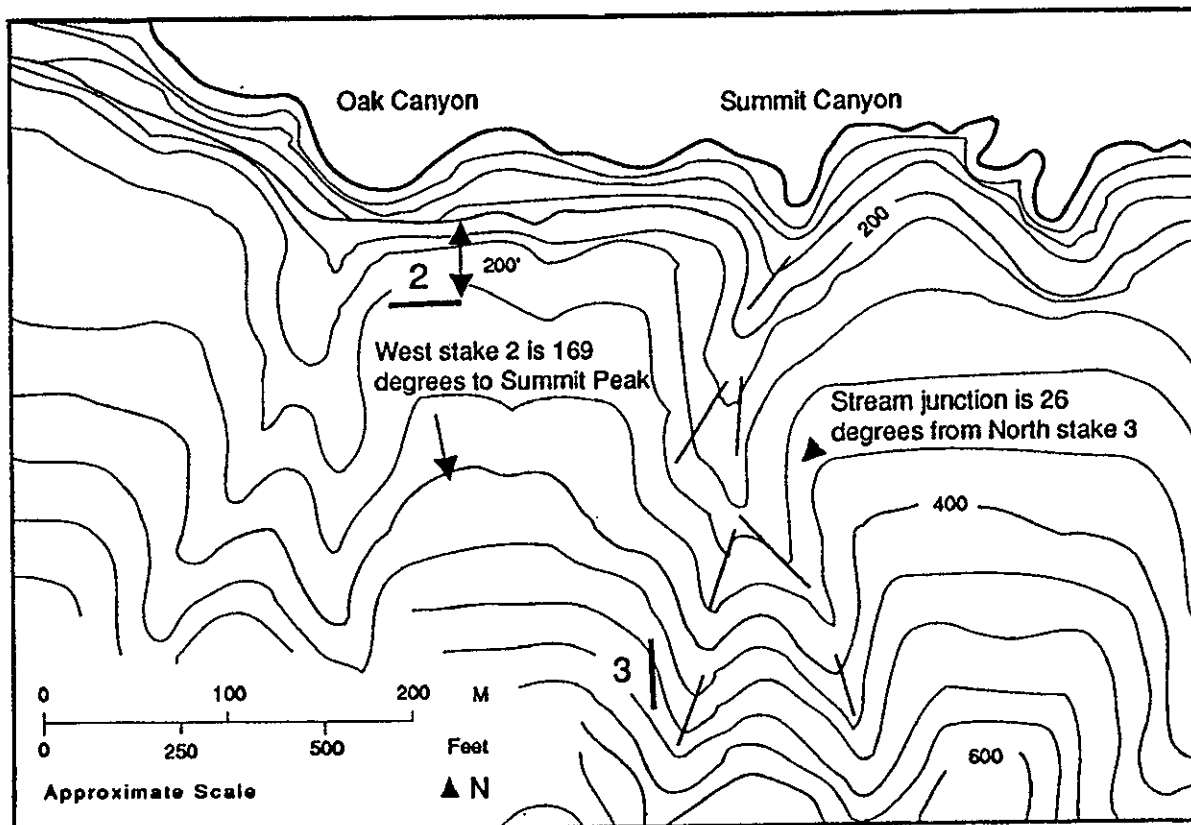 Oak Canyon
Summit Canyon
200
2
200'
West stake 2 is 169
degrees to Summit Peak
Stream junction is 26
degrees from North stake 3
400
3
0 100 200 M
0 250 500 Feet
600
Approximate Scale
N